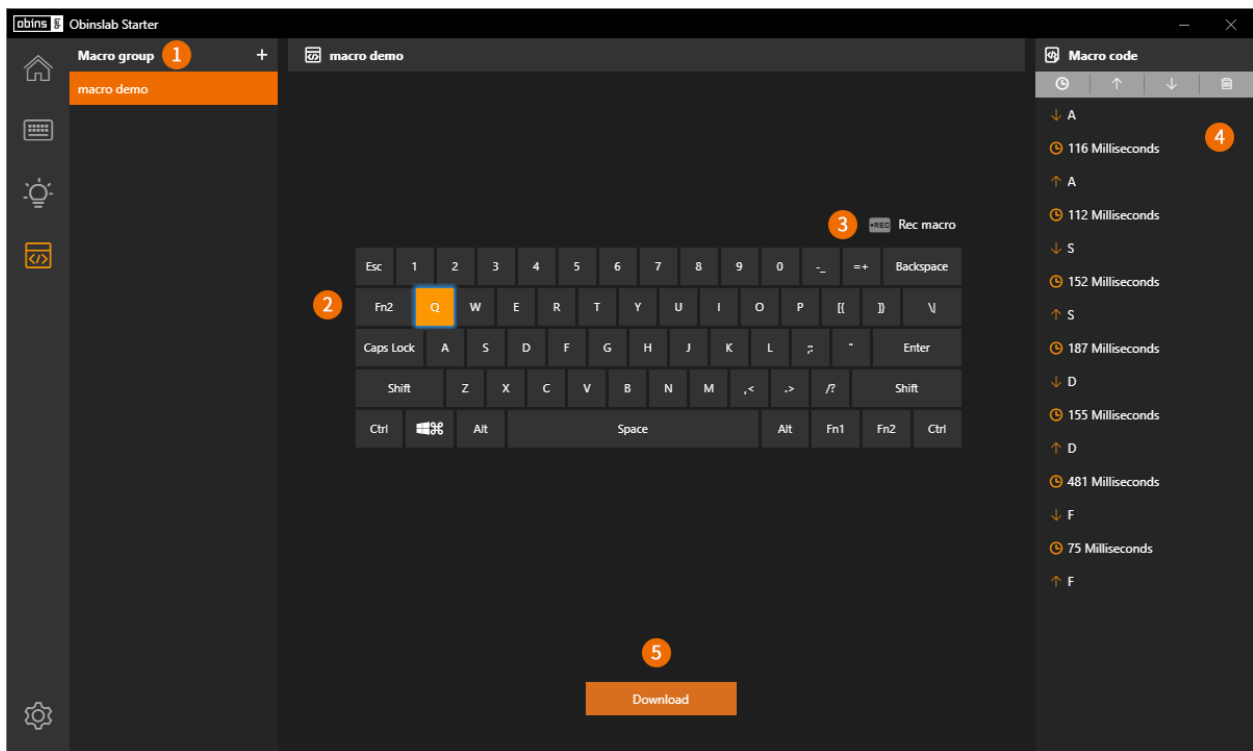 obins Obinslab Starter
Macro group 1 +
macro demo
macro demo
3 REC Rec macro
Esc 1 2 3 4 5 6 7 8 9 0 -_ =+ Backspace
2 Fn2 Q W E R T Y U I O P [{ ]} \|
Caps Lock A S D F G H J K L ;: '" Enter
Shift Z X C V B N M ,< .> /? Shift
Ctrl ⌘ Alt Space Alt Fn1 Fn2 Ctrl
5
Download
Macro code
↓ A
4
116 Milliseconds
↑ A
112 Milliseconds
↓ S
152 Milliseconds
↑ S
187 Milliseconds
↓ D
155 Milliseconds
↑ D
481 Milliseconds
↓ F
75 Milliseconds
↑ F